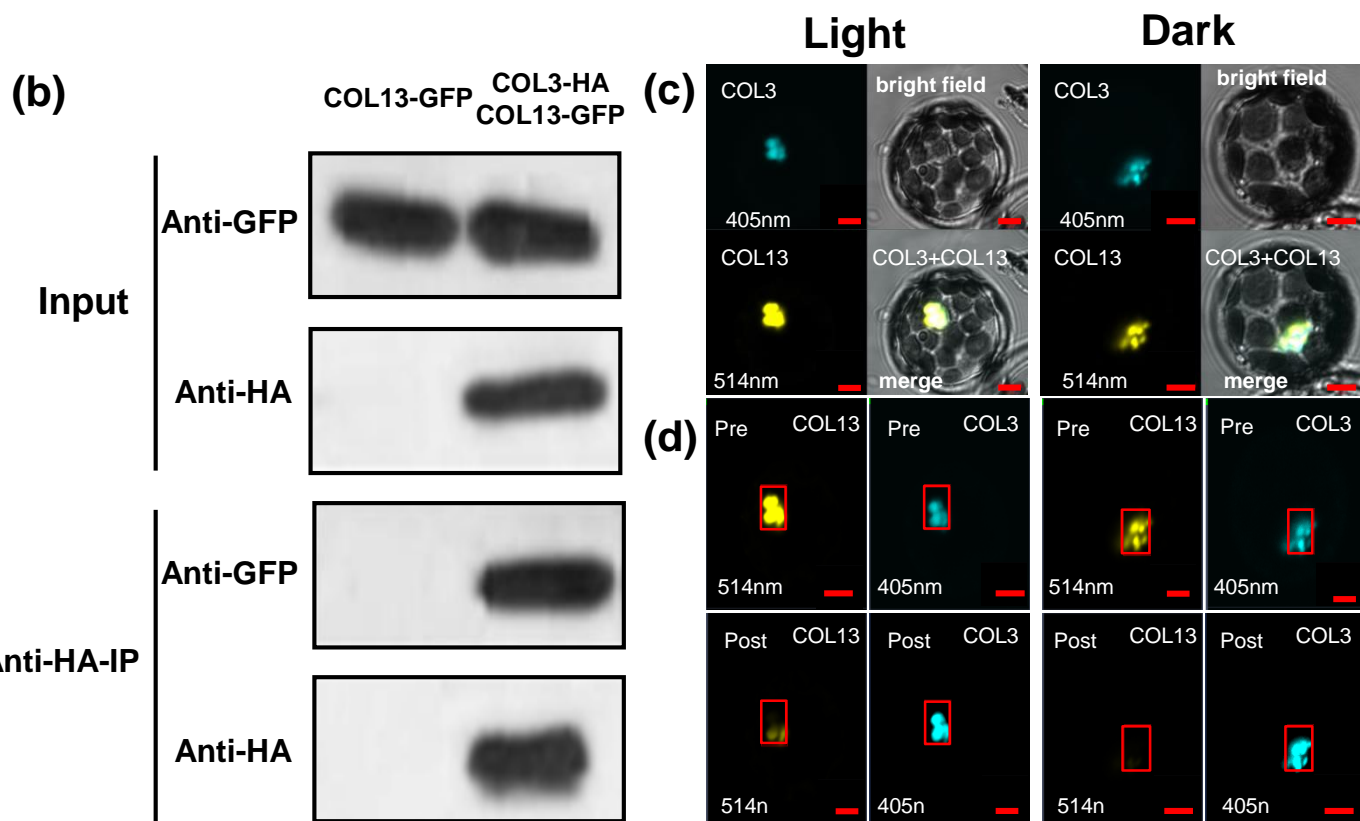 Light
Dark
(b)
COL13-GFP
COL3-HA
COL13-GFP
Input
Anti-GFP
Anti-HA
Anti-HA-IP
Anti-GFP
Anti-HA
(c)
COL3
405nm
bright field
COL13
514nm
COL3+COL13
merge
COL3
405nm
bright field
COL13
514nm
COL3+COL13
merge
(d)
Pre COL13
514nm
Pre COL3
405nm
Pre COL13
514nm
Pre COL3
405nm
Post COL13
514n
Post COL3
405n
Post COL13
514n
Post COL3
405n